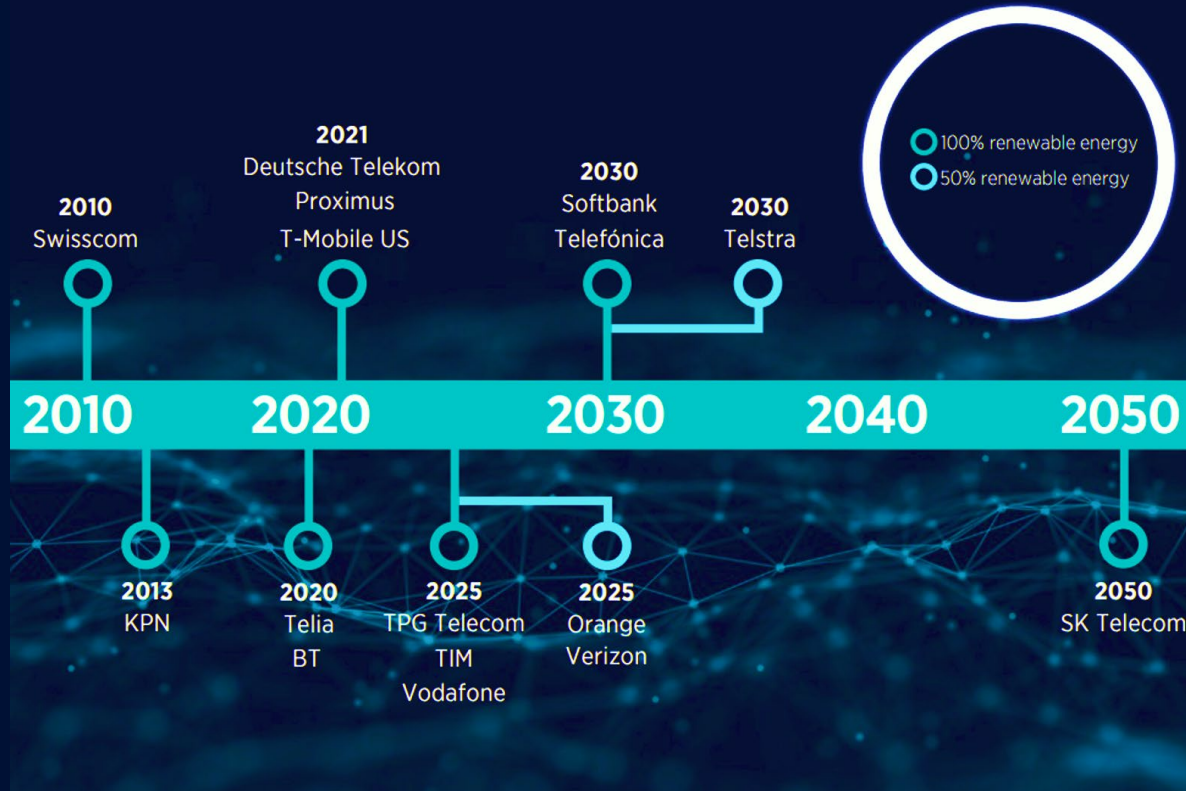 100% renewable energy
50% renewable energy
2010
Swisscom
2021
Deutsche Telekom
Proximus
T-Mobile US
2030
Softbank
Telefónica
2030
Telstra
2010
2020
2030
2040
2050
2013
KPN
2020
Telia
BT
2025
TPG Telecom
TIM
Vodafone
2025
Orange
Verizon
2050
SK Telecom